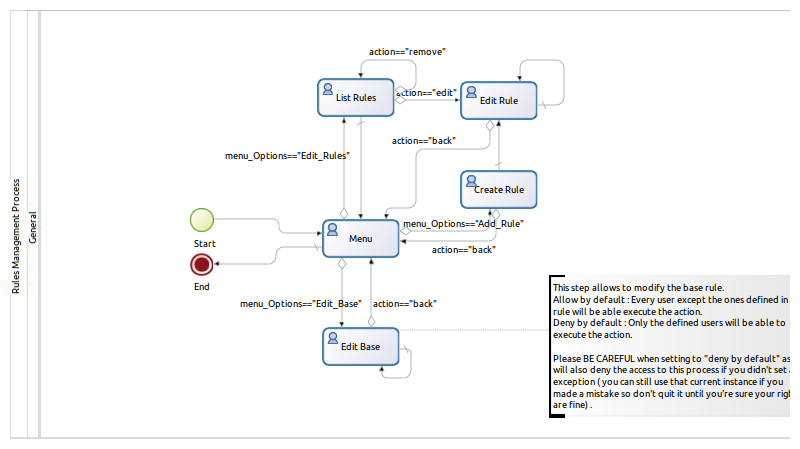 Rules Management Process
General
action=="remove"
List Rules
action=="edit"
Edit Rule
action=="back"
menu_Options=="Edit_Rules"
Create Rule
menu_Options=="Add_Rule"
Start
Menu
action=="back"
End
menu_Options=="Edit_Base"
action=="back"
Edit Base
This step allows to modify the base rule.
Allow by default : Every user except the ones defined in
rule will be able execute the action.
Deny by default : Only the defined users will be able to
execute the action.
Please BE CAREFUL when setting to "deny by default" as
will also deny the access to this process if you didn't set
exception ( you can still use that current instance if you
made a mistake so don't quit it until you're sure your
are fine) .